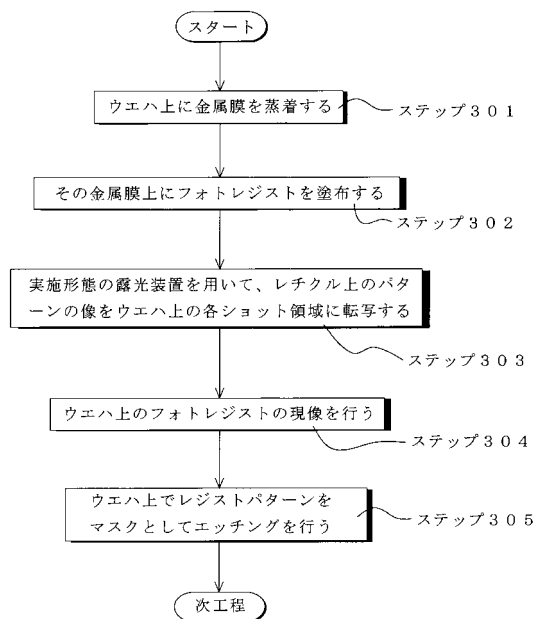 スタート
ウエハ上に金属膜を蒸着する
ステップ301
その金属膜上にフォトレジストを塗布する
ステップ302
実施形態の露光装置を用いて、レチクル上のパタ
ーンの像をウエハ上の各ショット領域に転写する
ステップ303
ウエハ上のフォトレジストの現像を行う
ステップ304
ウエハ上でレジストパターンを
マスクとしてエッチングを行う
ステップ305
次工程